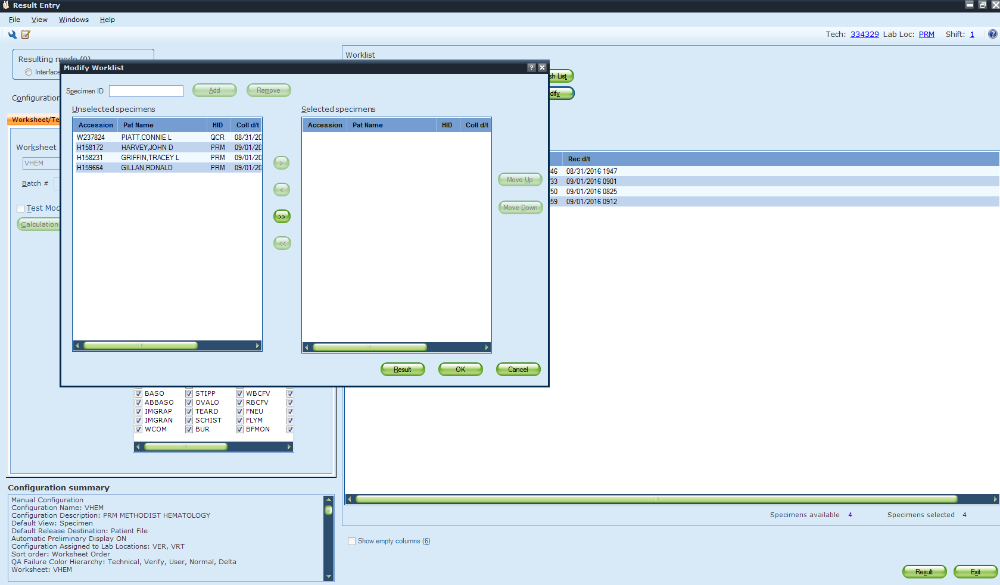 Result Entry
File View Windows Help
Tech: 334329 Lab Loc: PRM Shift: 1
Resulting mode (0)
Interface
Configuration
Worksheet/Te
Worksheet
VHEM
Batch #
Test Mod
Calculation
Worklist
sh List
dify
Modify Worklist
Specimen ID Add Remove
Unselected specimens
Accession Pat Name HID Coll d/t
W237824 PIATT,CONNIE L QCR 08/31/20
H158172 HARVEY,JOHN D PRM 09/01/20
H158231 GRIFFIN,TRACEY L PRM 09/01/20
H159664 GILLAN,RONALD PRM 09/01/20
>
<
>>
<<
Selected specimens
Accession Pat Name HID Coll d/t
Move Up
Move Down
Result OK Cancel
Rec d/t
46 08/31/2016 1947
33 09/01/2016 0901
50 09/01/2016 0825
59 09/01/2016 0912
BASO STIPP WBCFV
ABBASO OVALO RBCFV
IMGRAP TEARD FNEU
IMGRAN SCHIST FLYM
WCOM BUR BFMON
Configuration summary
Manual Configuration
Configuration Name: VHEM
Configuration Description: PRM METHODIST HEMATOLOGY
Default View: Specimen
Default Release Destination: Patient File
Automatic Preliminary Display ON
Configuration Assigned to Lab Locations: VER, VRT
Sort order: Worksheet Order
QA Failure Color Hierarchy: Technical, Verify, User, Normal, Delta
Worksheet: VHEM
Specimens available 4 Specimens selected 4
Show empty columns (6)
Result Exit